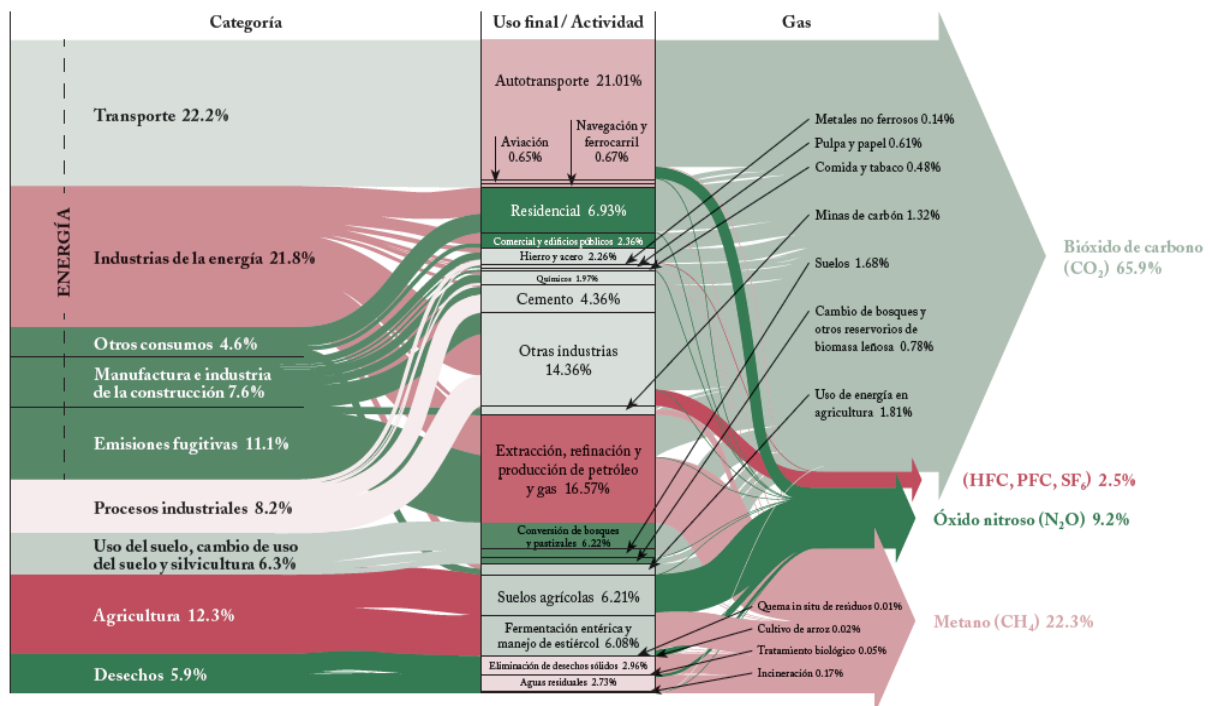 Categoría
Uso final / Actividad
Gas
ENERGÍA
Transporte 22.2%
Industrias de la energía 21.8%
Otros consumos 4.6%
Manufactura e industria
de la construcción 7.6%
Emisiones fugitivas 11.1%
Procesos industriales 8.2%
Uso del suelo, cambio de uso
del suelo y silvicultura 6.3%
Agricultura 12.3%
Desechos 5.9%
Autotransporte 21.01%
Aviación
0.65%
Navegación y
ferrocarril
0.67%
Residencial 6.93%
Comercial y edificios públicos 2.36%
Hierro y acero 2.26%
Químicos 1.97%
Cemento 4.36%
Otras industrias
14.36%
Extracción, refinación y
producción de petróleo
y gas 16.57%
Conversión de bosques
y pastizales 6.22%
Suelos agrícolas 6.21%
Fermentación entérica y
manejo de estiércol 6.08%
Eliminación de desechos sólidos 2.96%
Aguas residuales 2.73%
Metales no ferrosos 0.14%
Pulpa y papel 0.61%
Comida y tabaco 0.48%
Minas de carbón 1.32%
Suelos 1.68%
Cambio de bosques y
otros reservorios de
biomasa leñosa 0.78%
Uso de energía en
agricultura 1.81%
Quema in situ de residuos 0.01%
Cultivo de arroz 0.02%
Tratamiento biológico 0.05%
Incineración 0.17%
Bióxido de carbono
(CO₂) 65.9%
(HFC, PFC, SF₆) 2.5%
Óxido nitroso (N₂O) 9.2%
Metano (CH₄) 22.3%